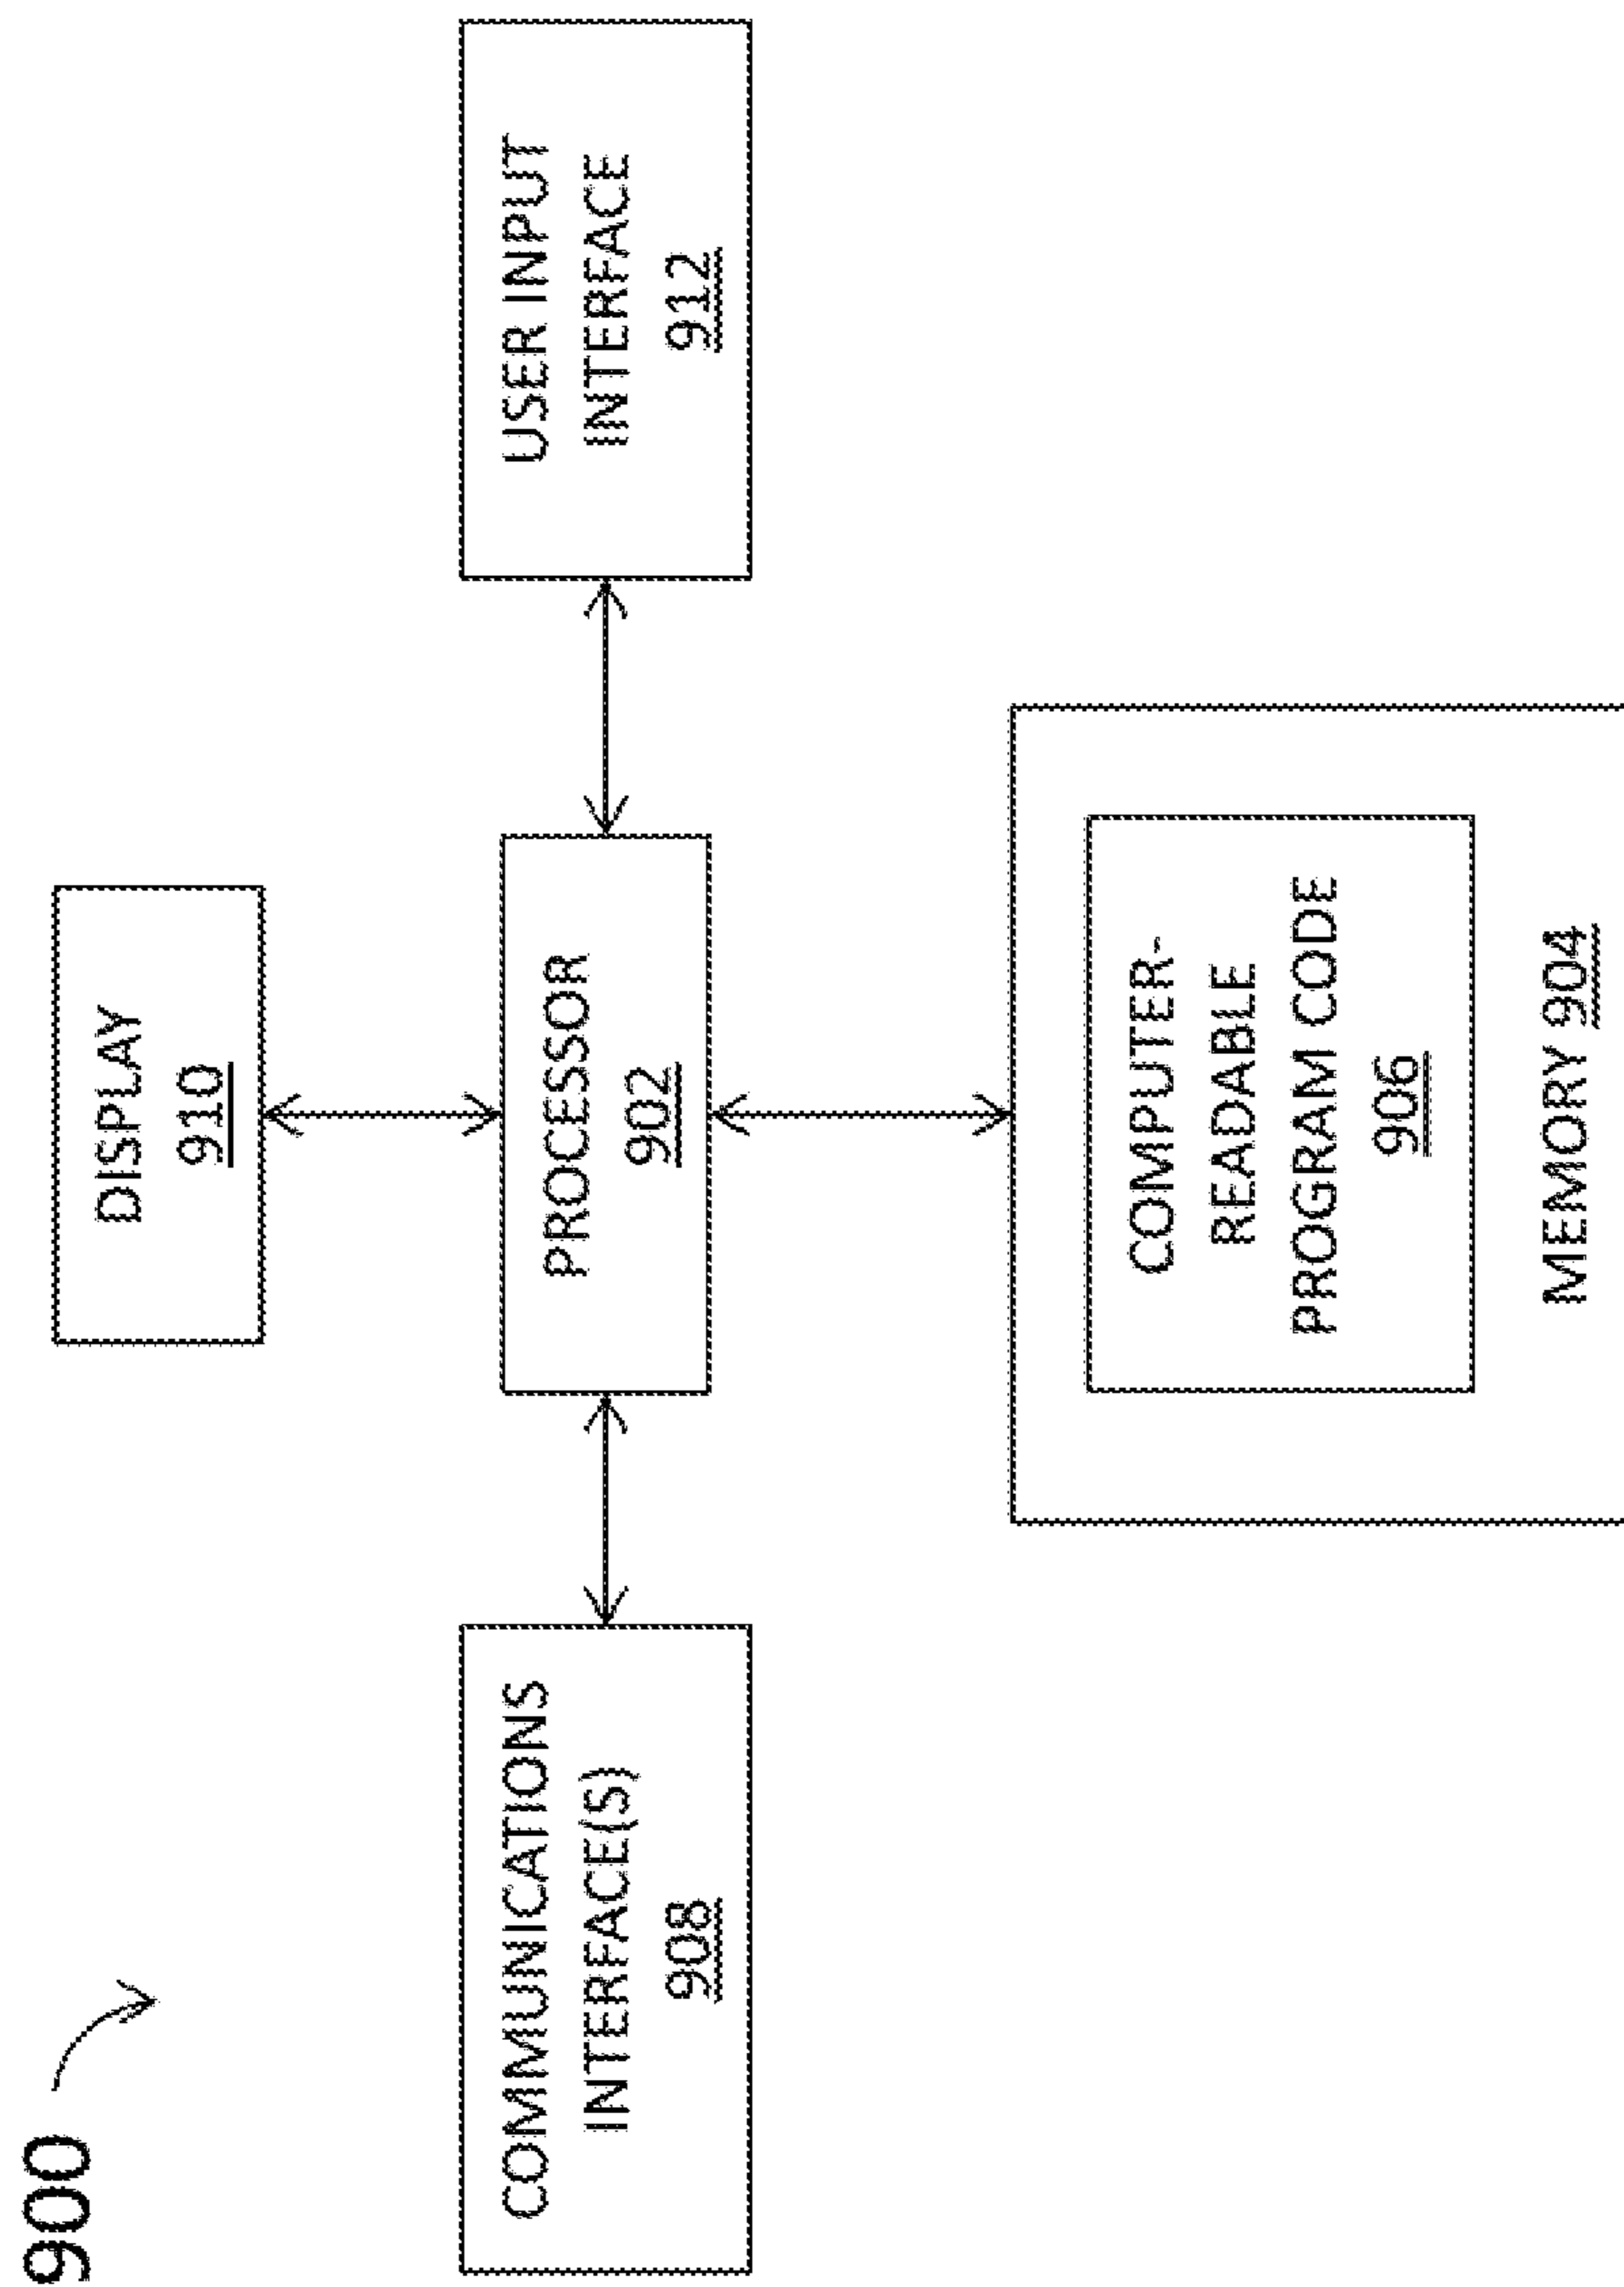 900
DISPLAY
910
COMMUNICATIONS
INTERFACE(S)
908
PROCESSOR
902
USER INPUT
INTERFACE
912
COMPUTER-
READABLE
PROGRAM CODE
906
MEMORY 904